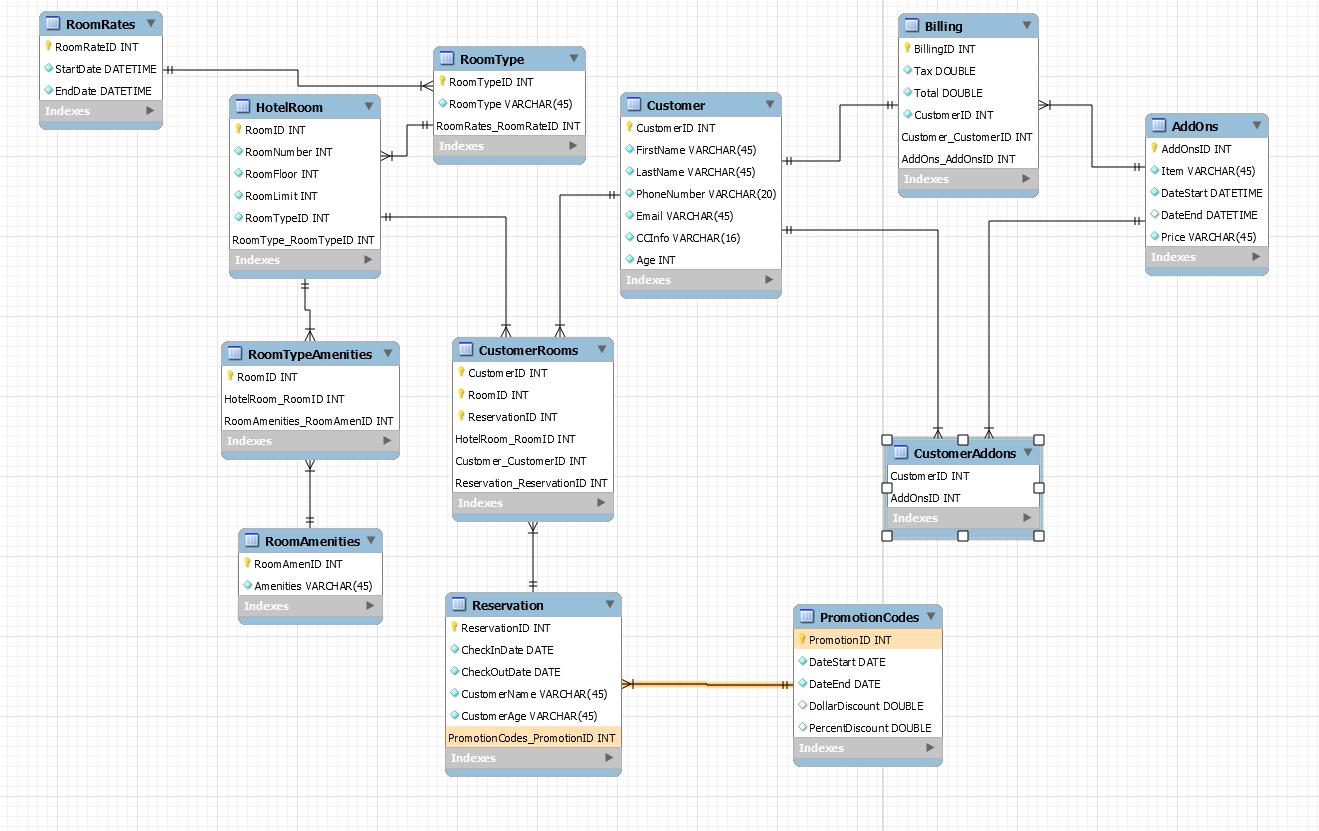 RoomRates
RoomRateID INT
StartDate DATETIME
EndDate DATETIME
Indexes
RoomType
RoomTypeID INT
RoomType VARCHAR(45)
RoomRates_RoomRateID INT
Indexes
HotelRoom
RoomID INT
RoomNumber INT
RoomFloor INT
RoomLimit INT
RoomTypeID INT
RoomType_RoomTypeID INT
Indexes
Customer
CustomerID INT
FirstName VARCHAR(45)
LastName VARCHAR(45)
PhoneNumber VARCHAR(20)
Email VARCHAR(45)
CCInfo VARCHAR(16)
Age INT
Indexes
Billing
BillingID INT
Tax DOUBLE
Total DOUBLE
CustomerID INT
Customer_CustomerID INT
AddOns_AddOnsID INT
Indexes
AddOns
AddOnsID INT
Item VARCHAR(45)
DateStart DATETIME
DateEnd DATETIME
Price VARCHAR(45)
Indexes
RoomTypeAmenities
RoomID INT
HotelRoom_RoomID INT
RoomAmenities_RoomAmenID INT
Indexes
CustomerRooms
CustomerID INT
RoomID INT
ReservationID INT
HotelRoom_RoomID INT
Customer_CustomerID INT
Reservation_ReservationID INT
Indexes
CustomerAddons
CustomerID INT
AddOnsID INT
Indexes
RoomAmenities
RoomAmenID INT
Amenities VARCHAR(45)
Indexes
Reservation
ReservationID INT
CheckInDate DATE
CheckOutDate DATE
CustomerName VARCHAR(45)
CustomerAge VARCHAR(45)
PromotionCodes_PromotionID INT
Indexes
PromotionCodes
PromotionID INT
DateStart DATE
DateEnd DATE
DollarDiscount DOUBLE
PercentDiscount DOUBLE
Indexes